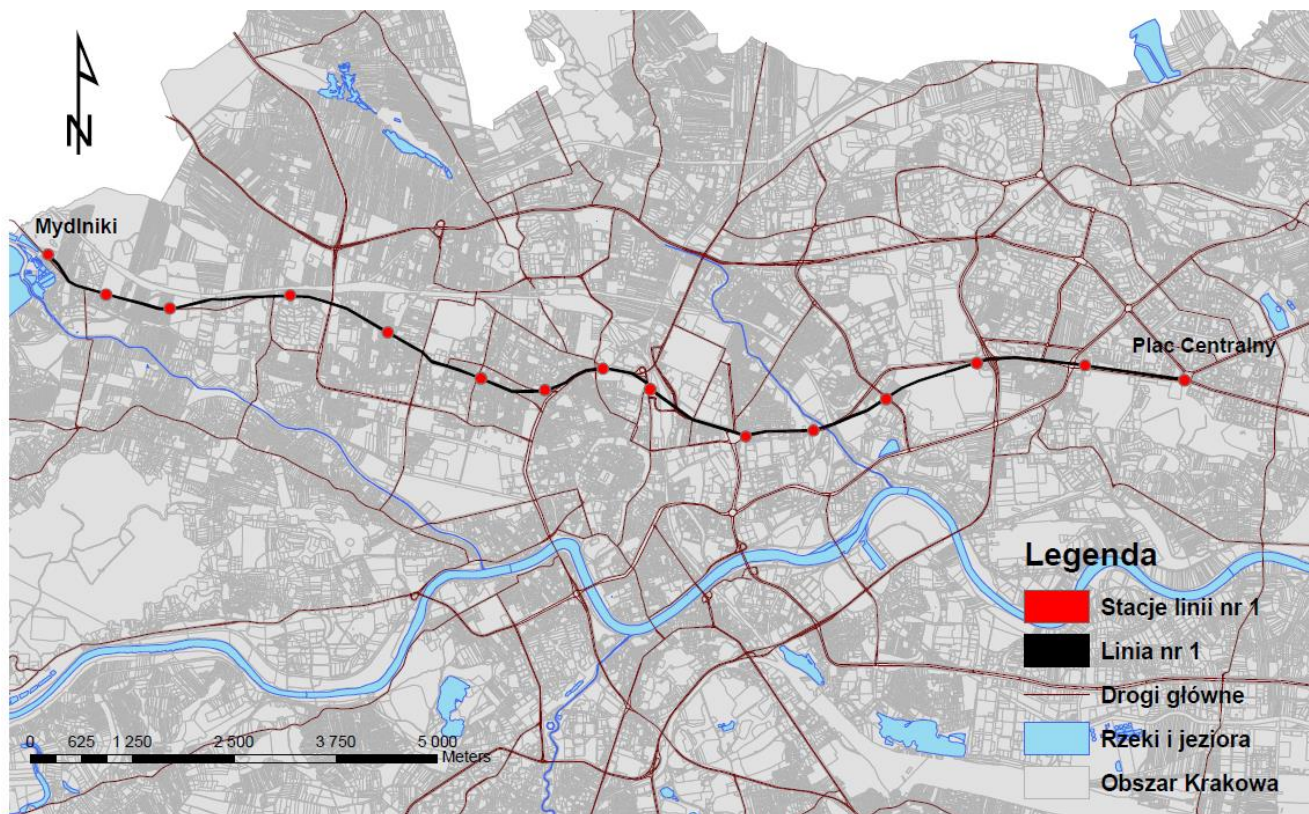 N
Mydlniki
Plac Centralny
Legenda
Stacje linii nr 1
Linia nr 1
Drogi główne
Rzeki i jeziora
Obszar Krakowa
0 625 1 250 2 500 3 750 5 000
Meters